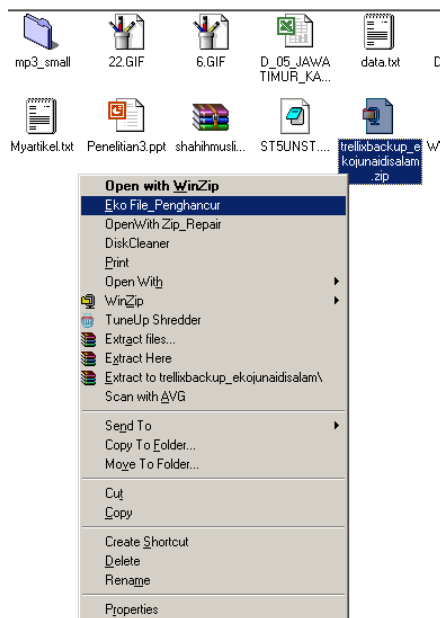 mp3_small
22.GIF
6.GIF
D_05_JAWA
TIMUR_KA...
data.txt
D
Myartikel.txt
Penelitian3.ppt
shahihmusli...
ST5UNST....
trellixbackup_e
kojunaidisalam
.zip
W
Open with WinZip
Eko File_Penghancur
OpenWith Zip_Repair
DiskCleaner
Print
Open With
WinZip
TuneUp Shredder
Extract files...
Extract Here
Extract to trellixbackup_ekojunaidisalam\
Scan with AVG
Send To
Copy To Folder...
Move To Folder...
Cut
Copy
Create Shortcut
Delete
Rename
Properties